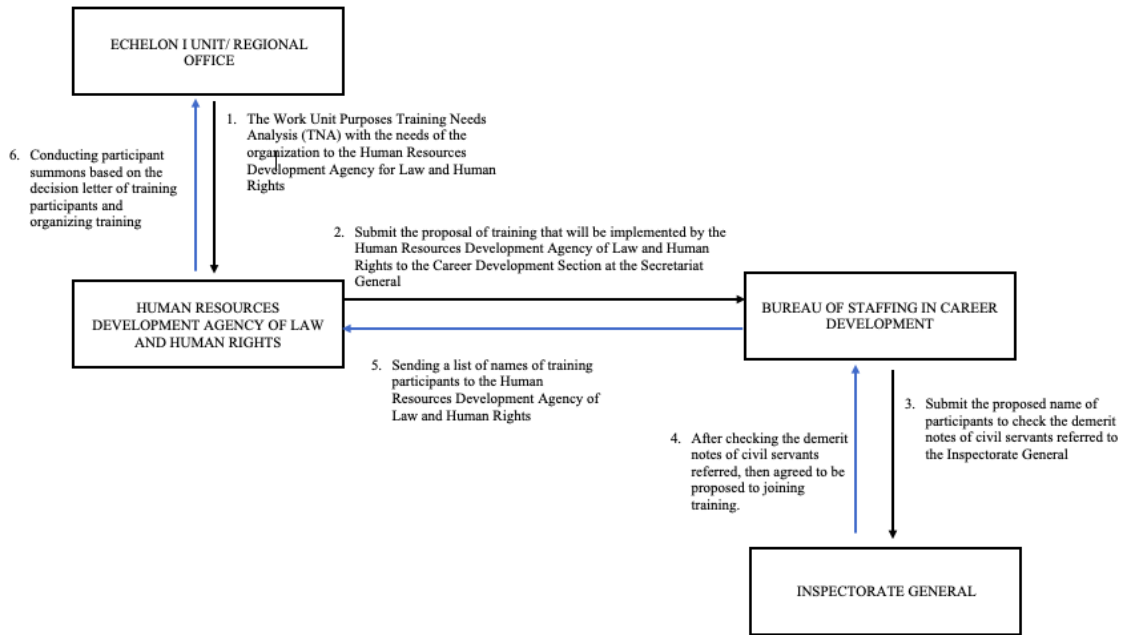 ECHELON I UNIT/ REGIONAL
OFFICE
1. The Work Unit Purposes Training Needs
Analysis (TNA) with the needs of the
organization to the Human Resources
Development Agency for Law and Human
Rights
6. Conducting participant
summons based on the
decision letter of training
participants and
organizing training
2. Submit the proposal of training that will be implemented by the
Human Resources Development Agency of Law and Human
Rights to the Career Development Section at the Secretariat
General
HUMAN RESOURCES
DEVELOPMENT AGENCY OF LAW
AND HUMAN RIGHTS
BUREAU OF STAFFING IN CAREER
DEVELOPMENT
5. Sending a list of names of training
participants to the Human
Resources Development Agency of
Law and Human Rights
3. Submit the proposed name of
participants to check the demerit
notes of civil servants referred to
the Inspectorate General
4. After checking the demerit
notes of civil servants
referred, then agreed to be
proposed to joining
training.
INSPECTORATE GENERAL